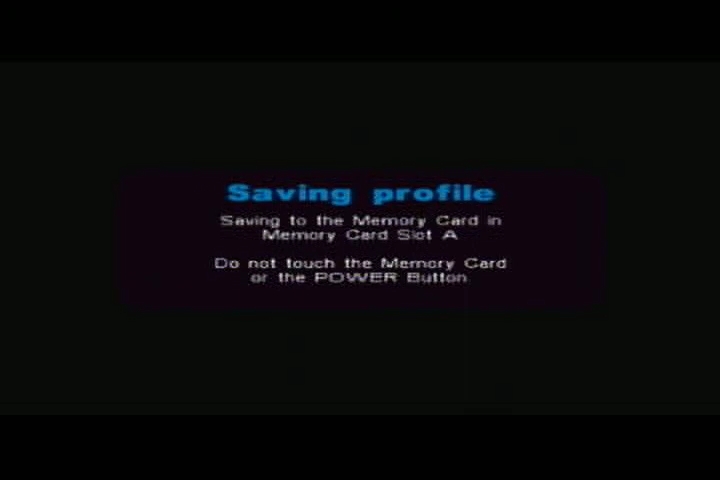 Saving profile
Saving to the Memory Card in
Memory Card Slot A
Do not touch the Memory Card
or the POWER Button